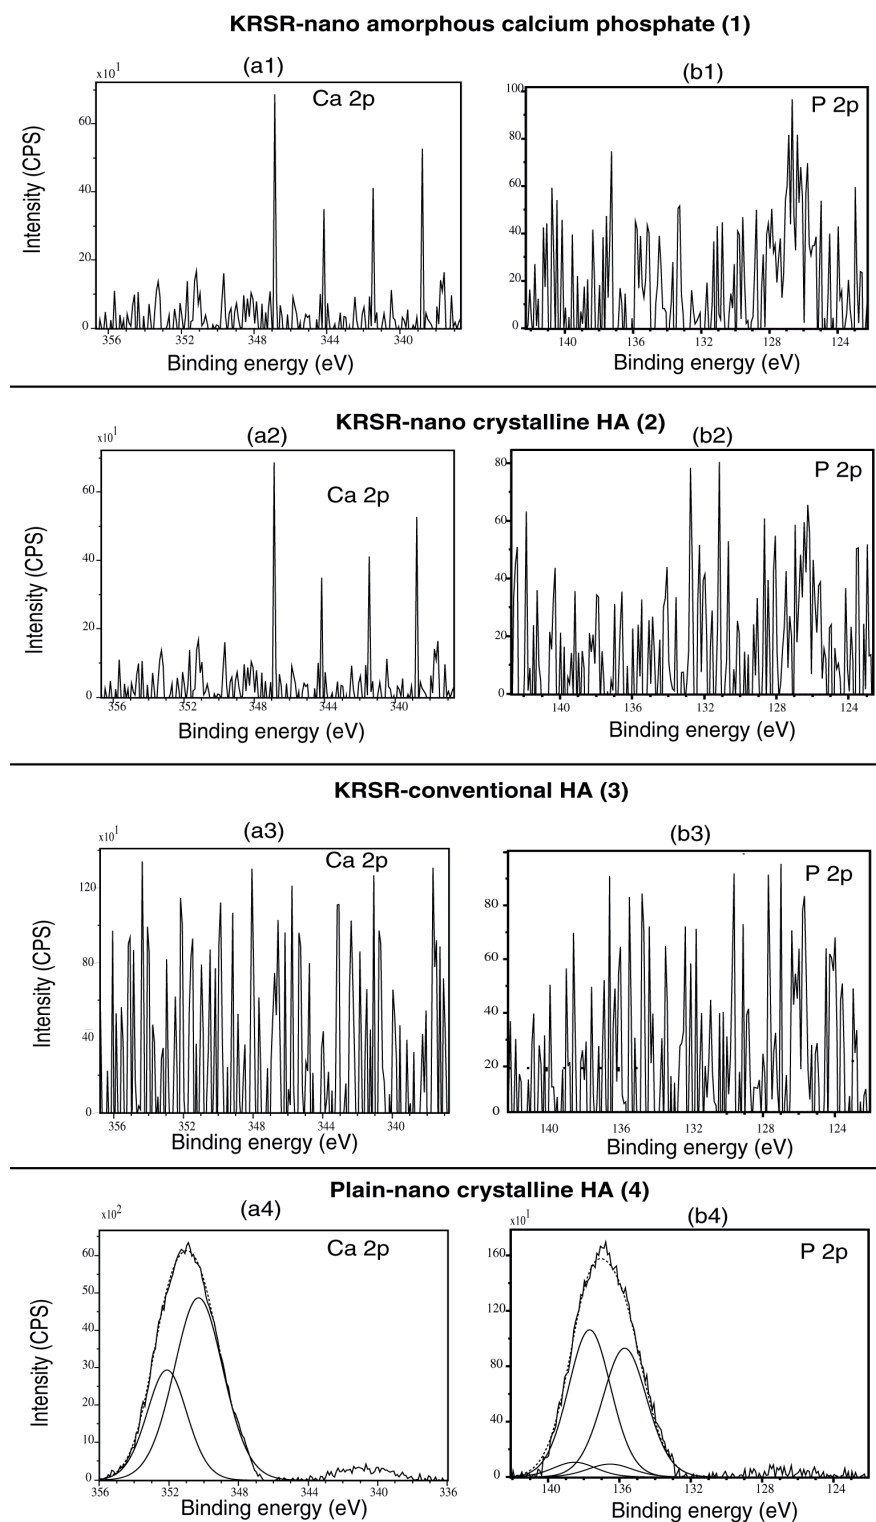 KRSR-nano amorphous calcium phosphate (1)
(a1)
(b1)
x10¹
Ca 2p
60
40
20
0
356
352
348
344
340
Intensity (CPS)
Binding energy (eV)
P 2p
100
80
60
40
20
0
140
136
132
128
124
Binding energy (eV)
KRSR-nano crystalline HA (2)
(a2)
(b2)
x10¹
Ca 2p
60
40
20
0
356
352
348
344
340
Intensity (CPS)
Binding energy (eV)
P 2p
80
60
40
20
0
140
136
132
128
124
Binding energy (eV)
KRSR-conventional HA (3)
(a3)
(b3)
x10¹
Ca 2p
120
80
40
0
356
352
348
344
340
Intensity (CPS)
Binding energy (eV)
P 2p
80
60
40
20
0
140
136
132
128
124
Binding energy (eV)
Plain-nano crystalline HA (4)
(a4)
(b4)
x10²
Ca 2p
60
50
40
30
20
10
0
356
352
348
344
340
336
Intensity (CPS)
Binding energy (eV)
x10¹
P 2p
160
120
80
40
0
140
136
132
128
124
Binding energy (eV)